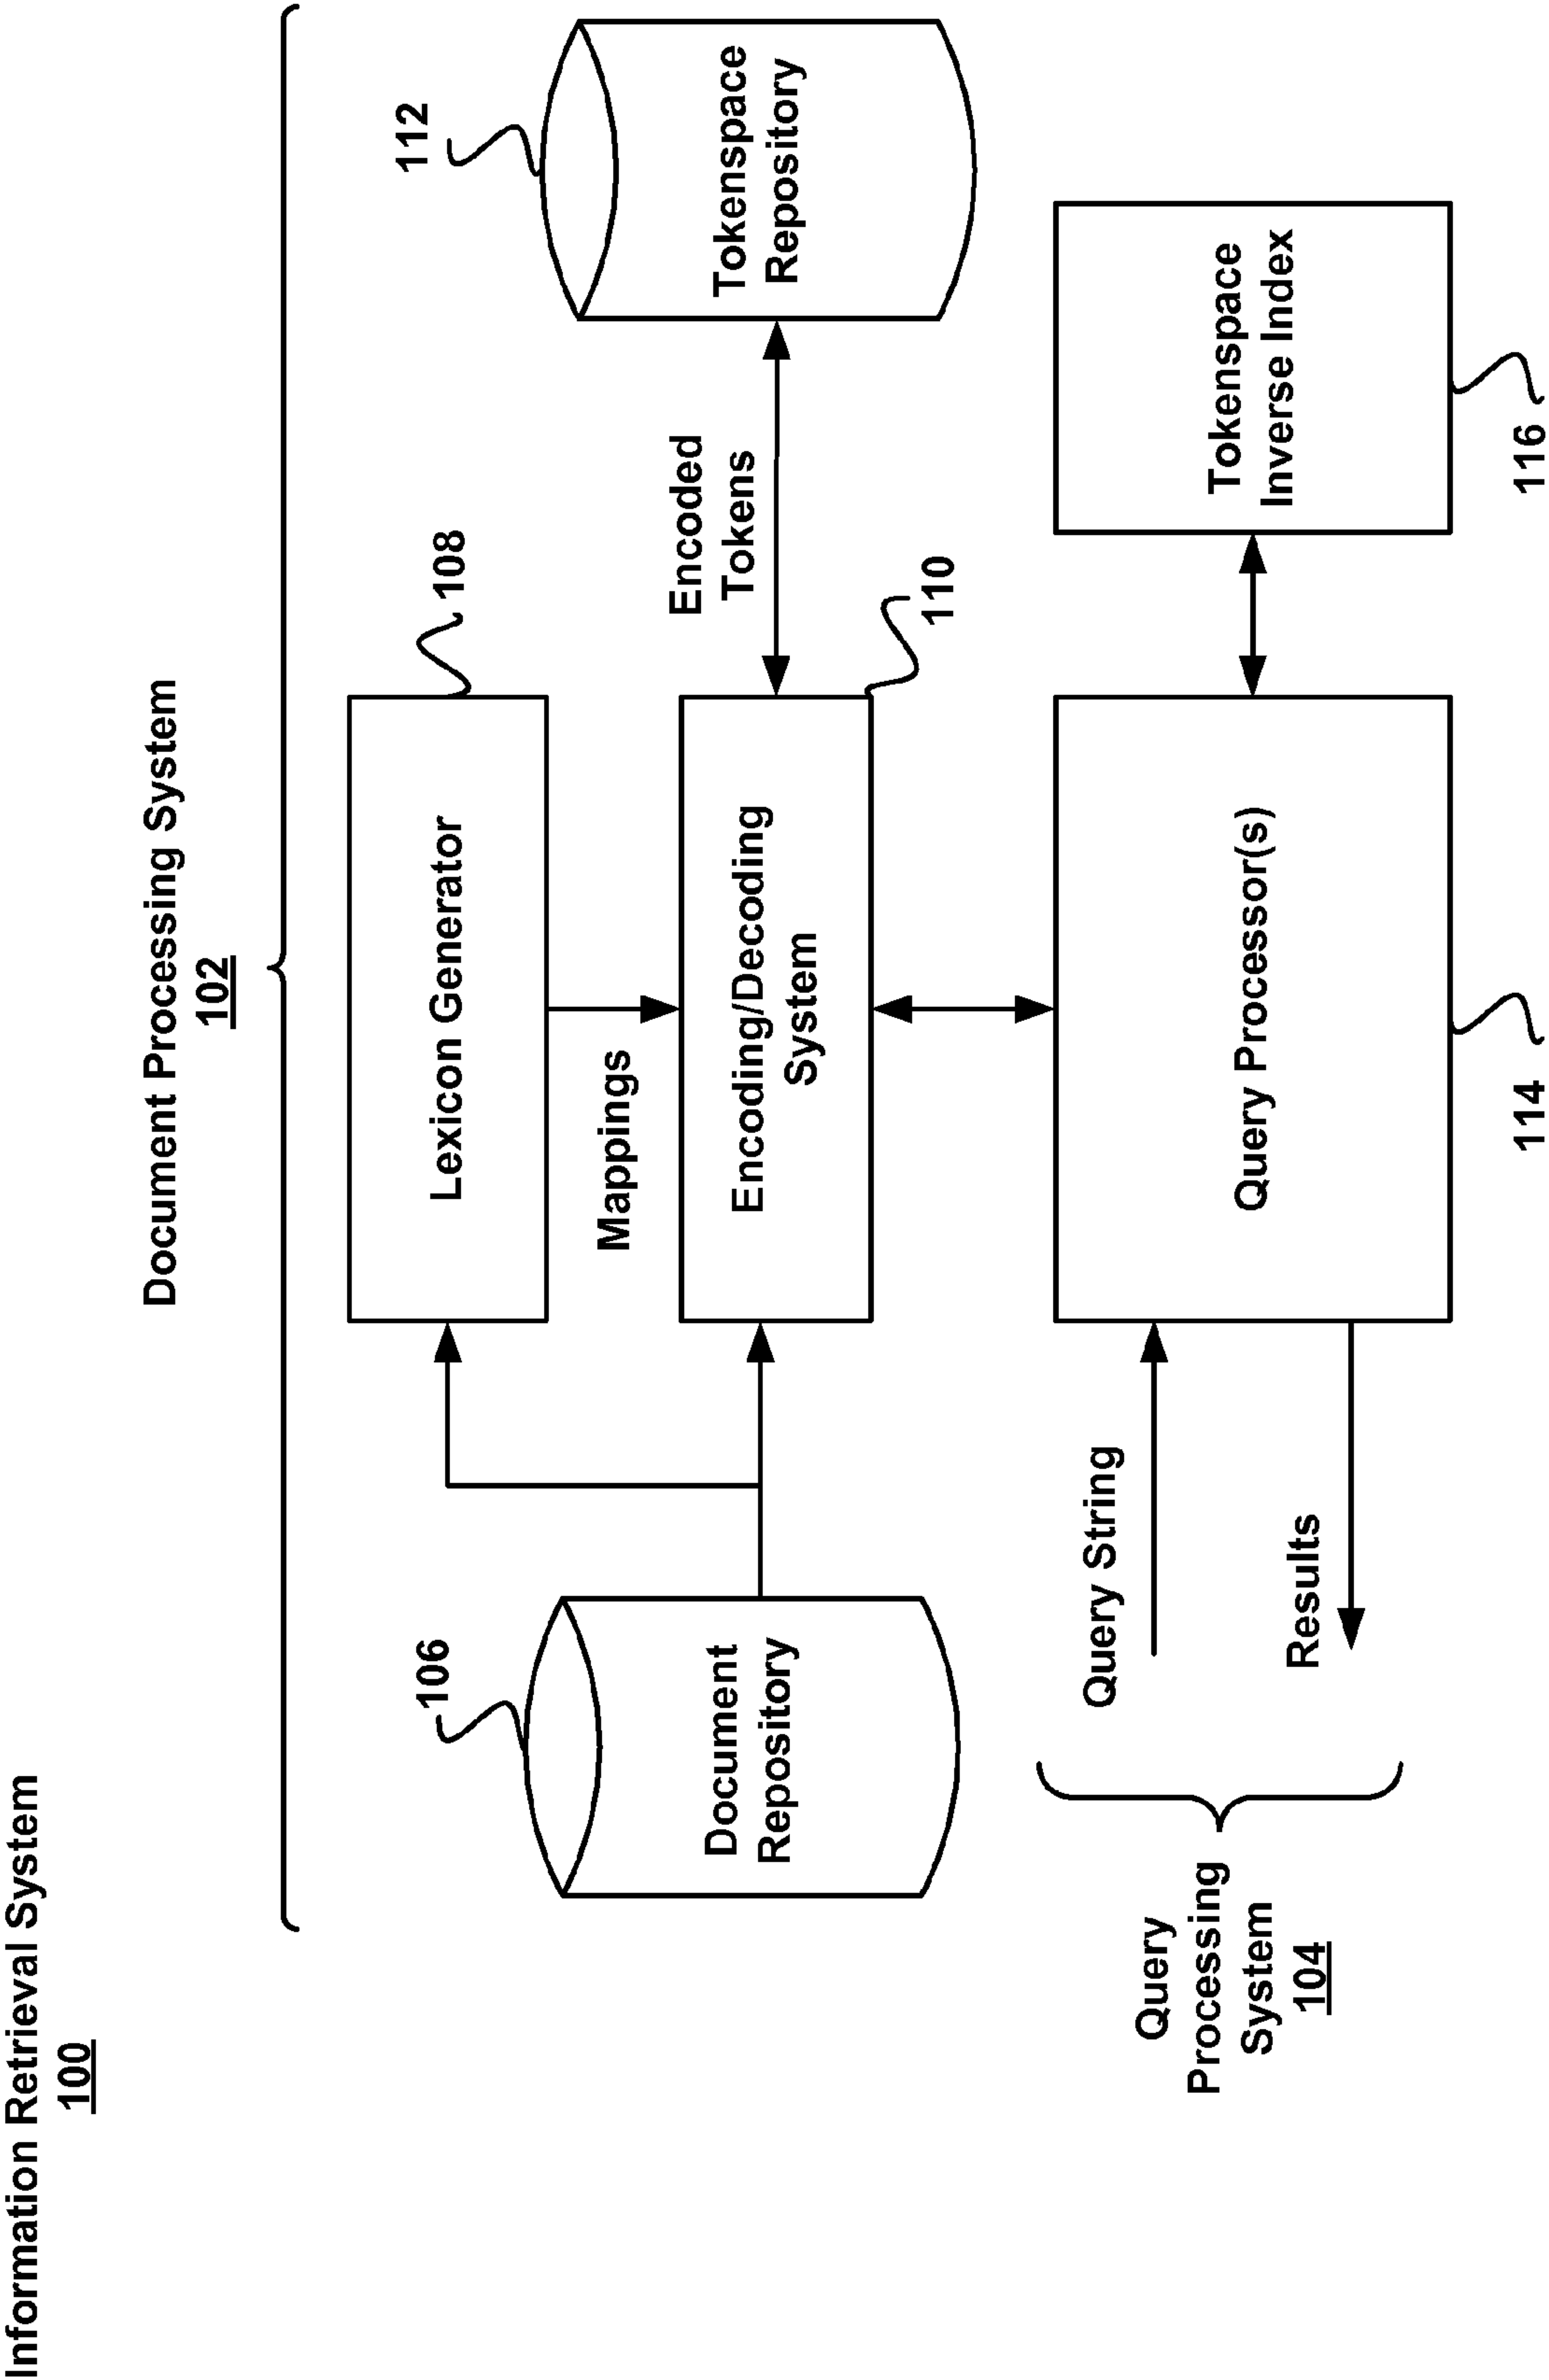 Information Retrieval System
100
Document Processing System
102
106
Document
Repository
108
Lexicon Generator
Mappings
Encoding/Decoding
System
110
Encoded
Tokens
112
Tokenspace
Repository
Query
Processing
System
104
Query String
Results
Query Processor(s)
114
Tokenspace
Inverse Index
116